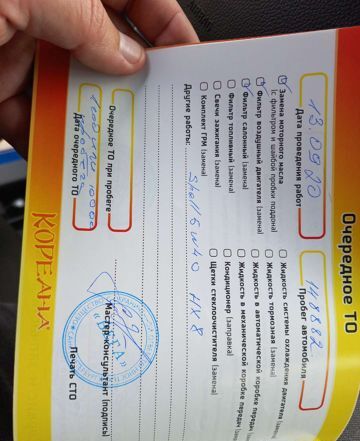 Очередное ТО
13.05.20
Дата проведения работ
148882
Пробег автомобиля
Замена моторного масла
(с фильтром и шайбой пробки поддона)
Фильтр воздушный двигателя (замена)
Фильтр салонный (замена)
Фильтр топливный (замена)
Свечи зажигания (замена)
Комплект ГРМ (замена)
Жидкость системы охлаждения двигателя (замена)
Жидкость тормозная (замена)
Жидкость в автоматической коробке передач
Жидкость в механической коробке передач
Кондиционер (заправка)
Щетки стеклоочистителя (замена)
Другие работы:
Shell 5w40 HX8
Очередное ТО при пробеге
10000
Дата очередного ТО
Мастер-консультант (подпись)
Печать СТО
КОРЕАНА